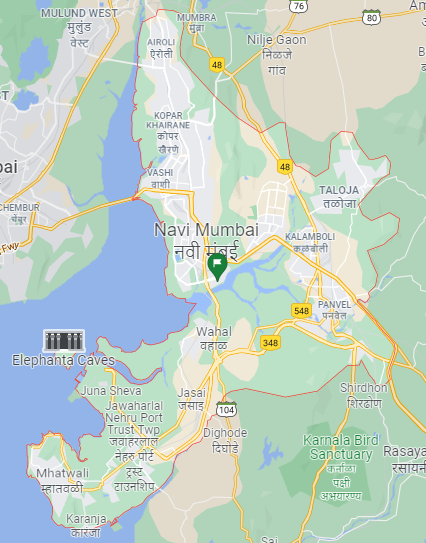 MULUND WEST
मुलुंड
वेस्ट
MUMBRA
मुंब्रा
76
80
Nilje Gaon
निळजे
गांव
AIROLI
ऐरोली
48
KOPAR
KHAIRANE
कोपर
खैरणे
48
VASHI
वाशी
TALOJA
तळोजा
CHEMBUR
चेंबूर
Fwy
Navi Mumbai
नवी मुंबई
KALAMBOLI
कळंबोली
548
PANVEL
पनवेल
Wahal
वहाळ
348
Elephanta Caves
Juna Sheva
Jawaharlal
Nehru Port
Trust Twp
जवाहरलाल
नेहरु पोर्ट
ट्रस्ट
टाउनशिप
Jasai
जसाइ
104
Shirdhon
शिरढोण
Dighode
दिघोडे
Karnala Bird
Sanctuary
कर्नाळा
पक्षी
अभयारण्य
Rasaya
रसायनी
Mhatwali
म्हातवळी
Karanja
कारंजा
Sai